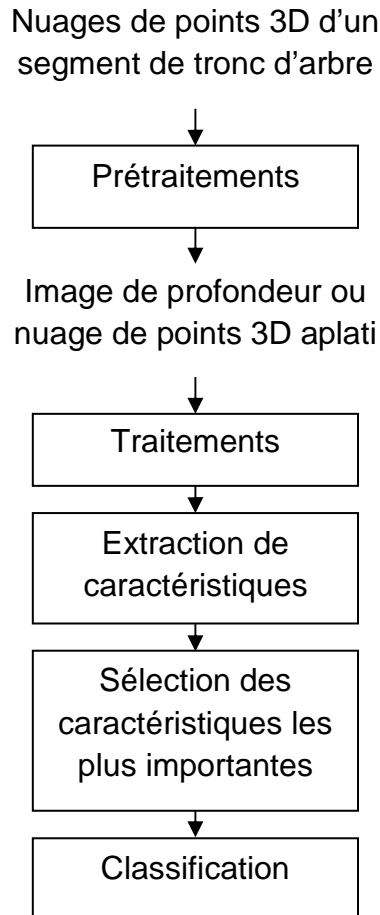 Nuages de points 3D d'un
segment de tronc d'arbre
Prétraitements
Image de profondeur ou
nuage de points 3D aplati
Traitements
Extraction de
caractéristiques
Sélection des
caractéristiques les
plus importantes
Classification